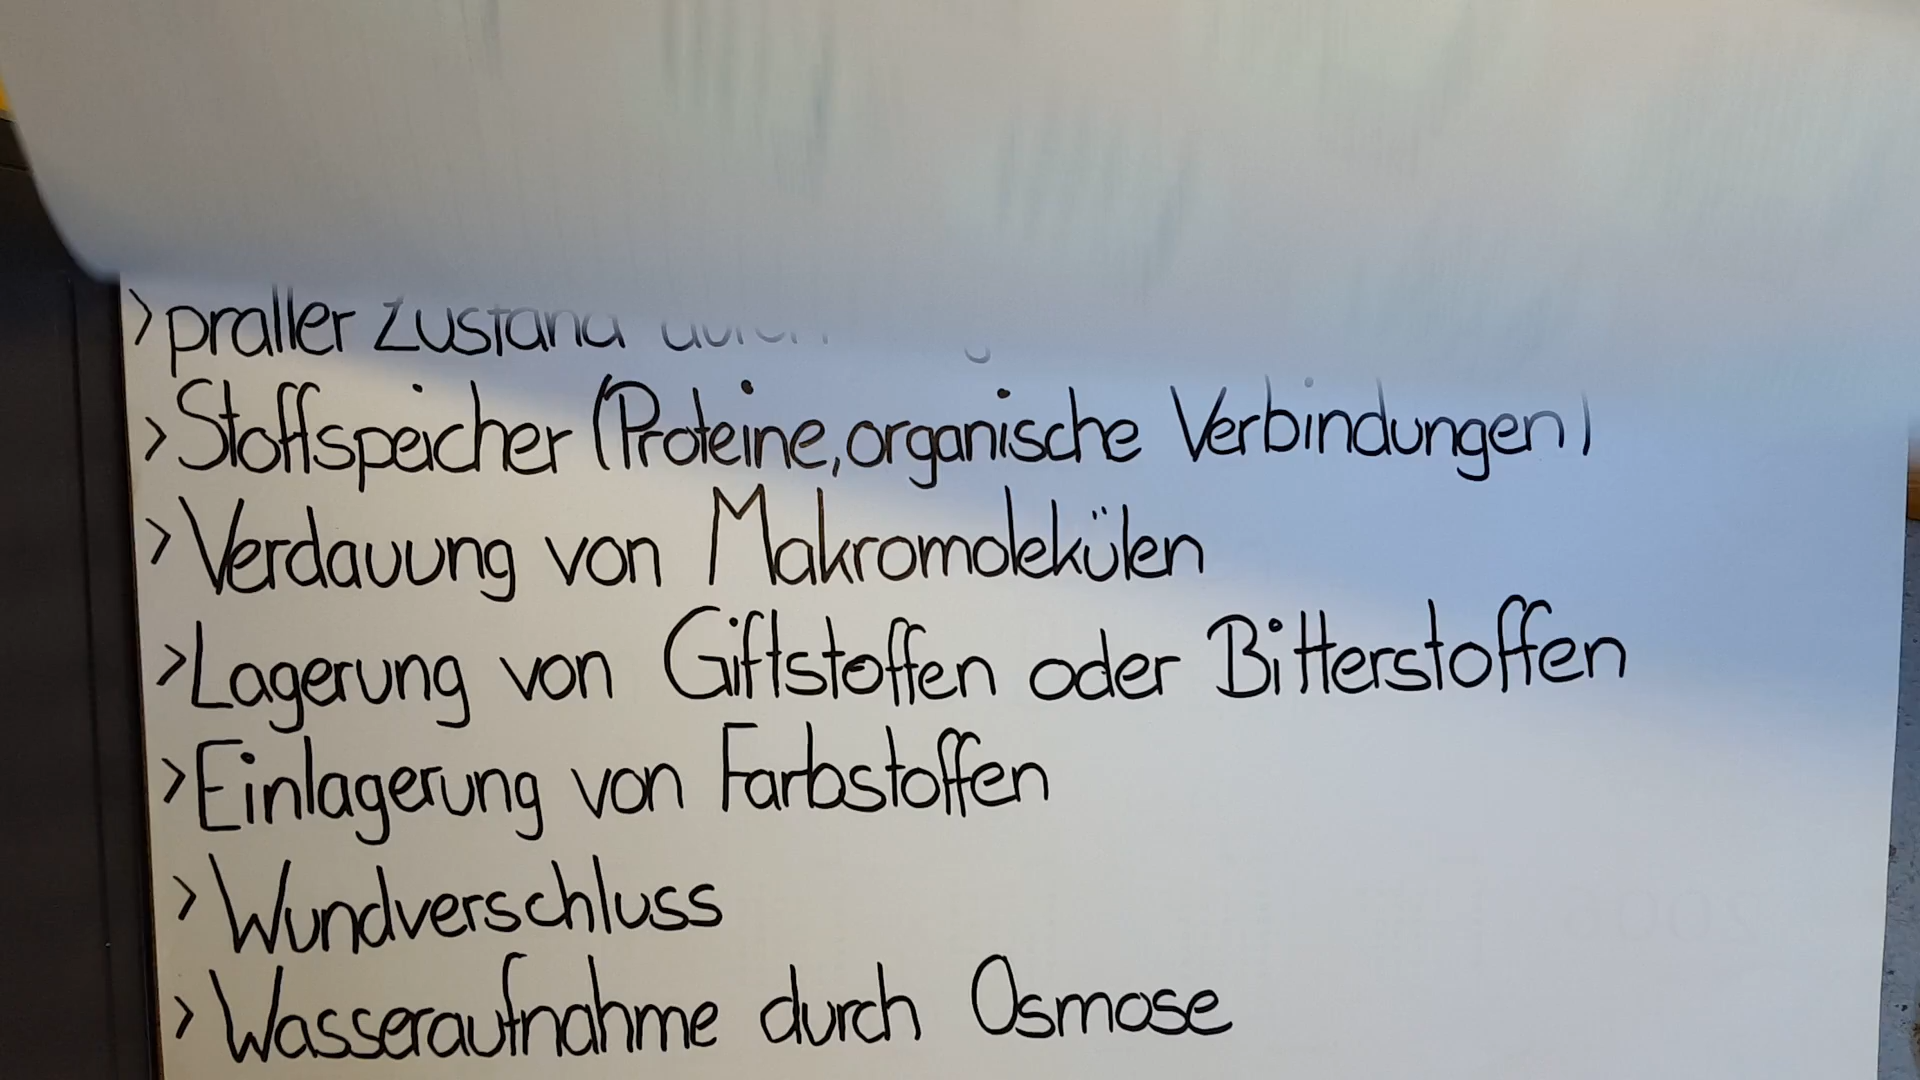 > praller Zustand durch
> Stoffspeicher (Proteine, organische Verbindungen)
> Verdauung von Makromolekülen
> Lagerung von Giftstoffen oder Bitterstoffen
> Einlagerung von Farbstoffen
> Wundverschluss
> Wasseraufnahme durch Osmose